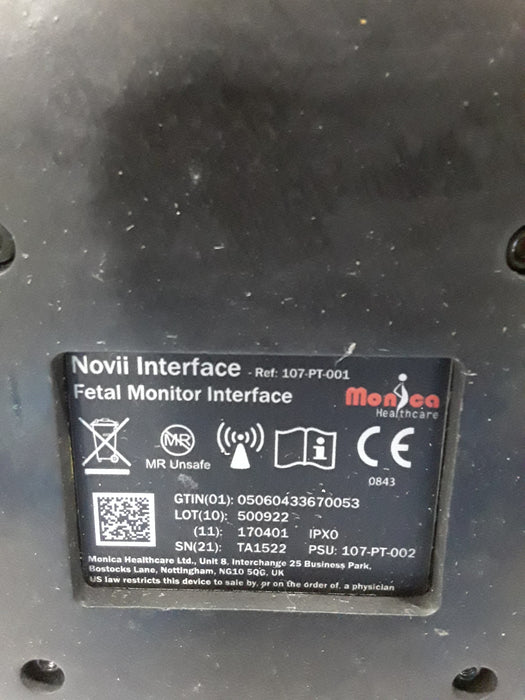 Novii Interface - Ref: 107-PT-001
Fetal Monitor Interface
Monica
Healthcare
MR
MR Unsafe
i
CE
0843
GTIN(01): 05060433670053
LOT(10): 500922
(11): 170401 IPX0
SN(21): TA1522 PSU: 107-PT-002
Monica Healthcare Ltd., Unit 8, Interchange 25 Business Park,
Bostocks Lane, Nottingham, NG10 5QG, UK
US law restricts this device to sale by, or on the order of, a physician